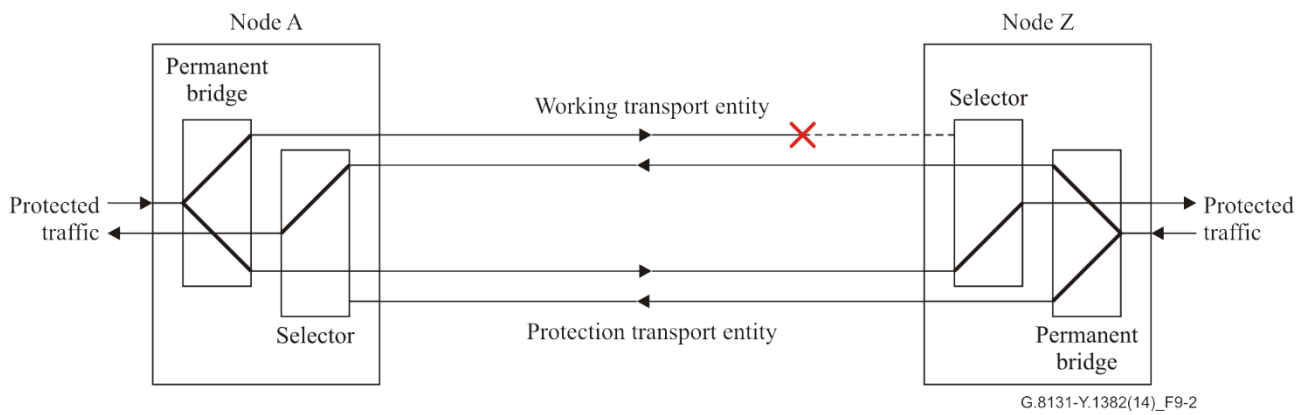 Node A
Node Z
Permanent
bridge
Working transport entity
Selector
Protected
traffic
Protected
traffic
Selector
Protection transport entity
Permanent
bridge
G.8131-Y.1382(14)_F9-2